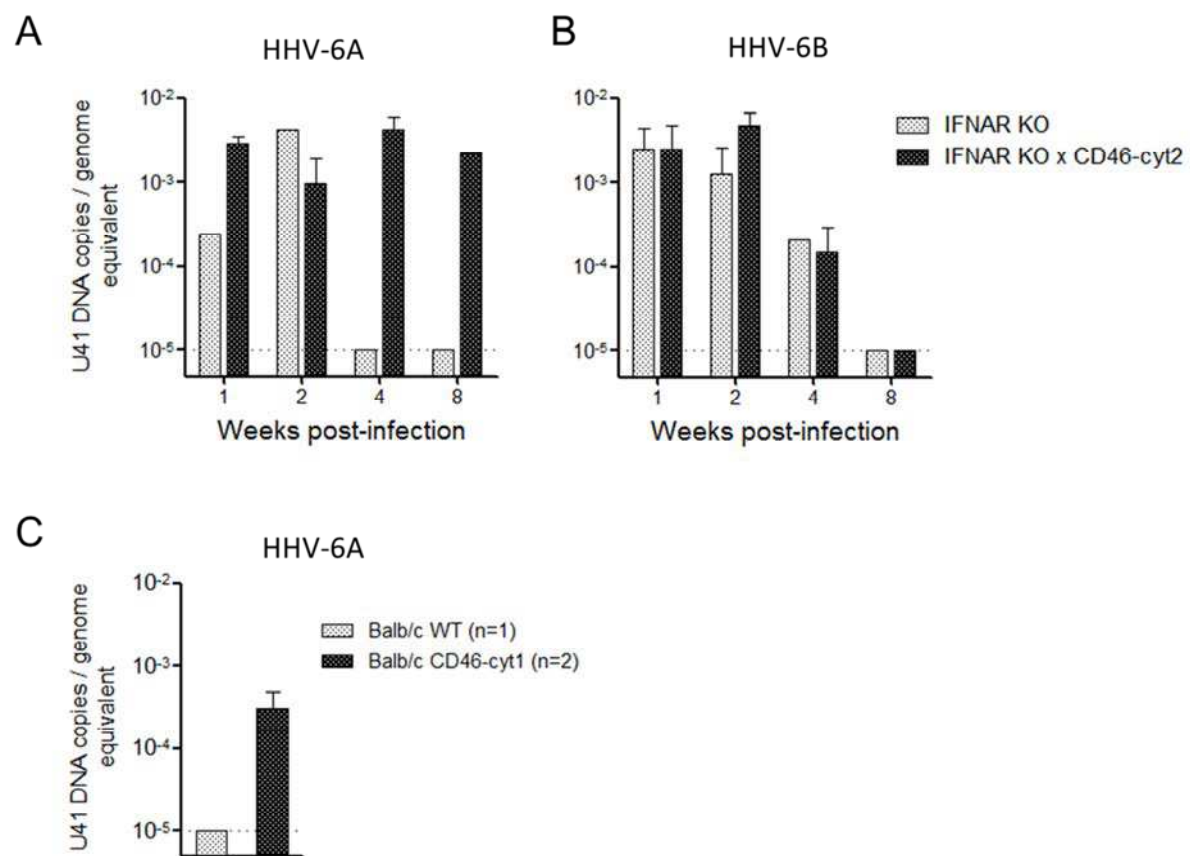 A
HHV-6A
U41 DNA copies / genome
equivalent
10-2
10-3
10-4
10-5
1 2 4 8
Weeks post-infection
B
HHV-6B
10-2
10-3
10-4
10-5
1 2 4 8
Weeks post-infection
IFNAR KO
IFNAR KO x CD46-cyt2
C
HHV-6A
U41 DNA copies / genome
equivalent
10-2
10-3
10-4
10-5
Balb/c WT (n=1)
Balb/c CD46-cyt1 (n=2)